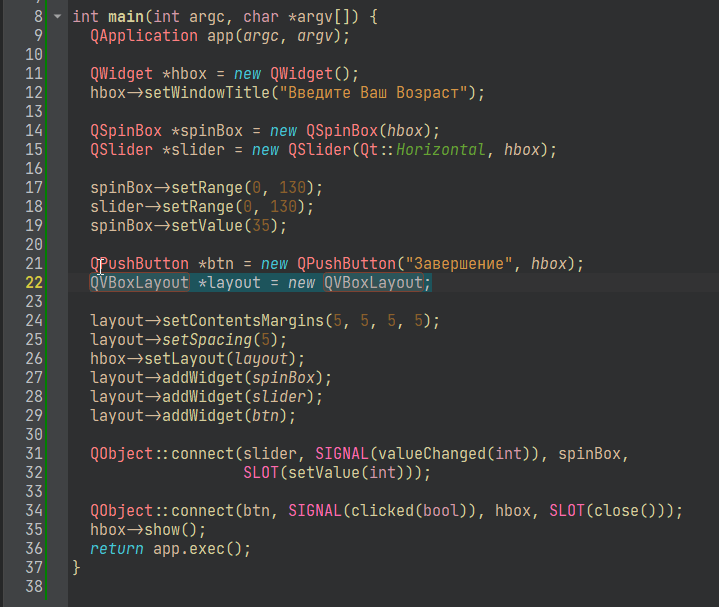 8 int main(int argc, char *argv[]) {
9 QApplication app(argc, argv);
10
11 QWidget *hbox = new QWidget();
12 hbox->setWindowTitle("Введите Ваш Возраст");
13
14 QSpinBox *spinBox = new QSpinBox(hbox);
15 QSlider *slider = new QSlider(Qt::Horizontal, hbox);
16
17 spinBox->setRange(0, 130);
18 slider->setRange(0, 130);
19 spinBox->setValue(35);
20
21 QPushButton *btn = new QPushButton("Завершение", hbox);
22 QVBoxLayout *layout = new QVBoxLayout;
23
24 layout->setContentsMargins(5, 5, 5, 5);
25 layout->setSpacing(5);
26 hbox->setLayout(layout);
27 layout->addWidget(spinBox);
28 layout->addWidget(slider);
29 layout->addWidget(btn);
30
31 QObject::connect(slider, SIGNAL(valueChanged(int)), spinBox,
32 SLOT(setValue(int)));
33
34 QObject::connect(btn, SIGNAL(clicked(bool)), hbox, SLOT(close()));
35 hbox->show();
36 return app.exec();
37 }
38